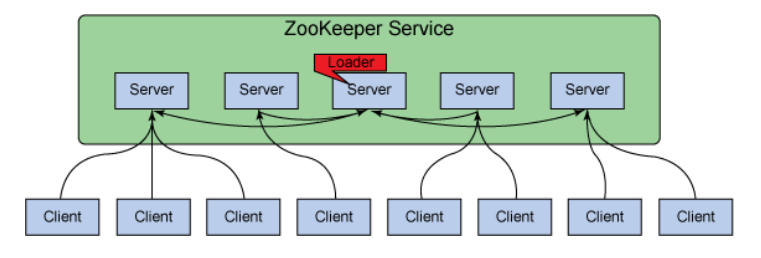 ZooKeeper Service
Loader
Server Server Server Server Server
Client Client Client Client Client Client Client Client